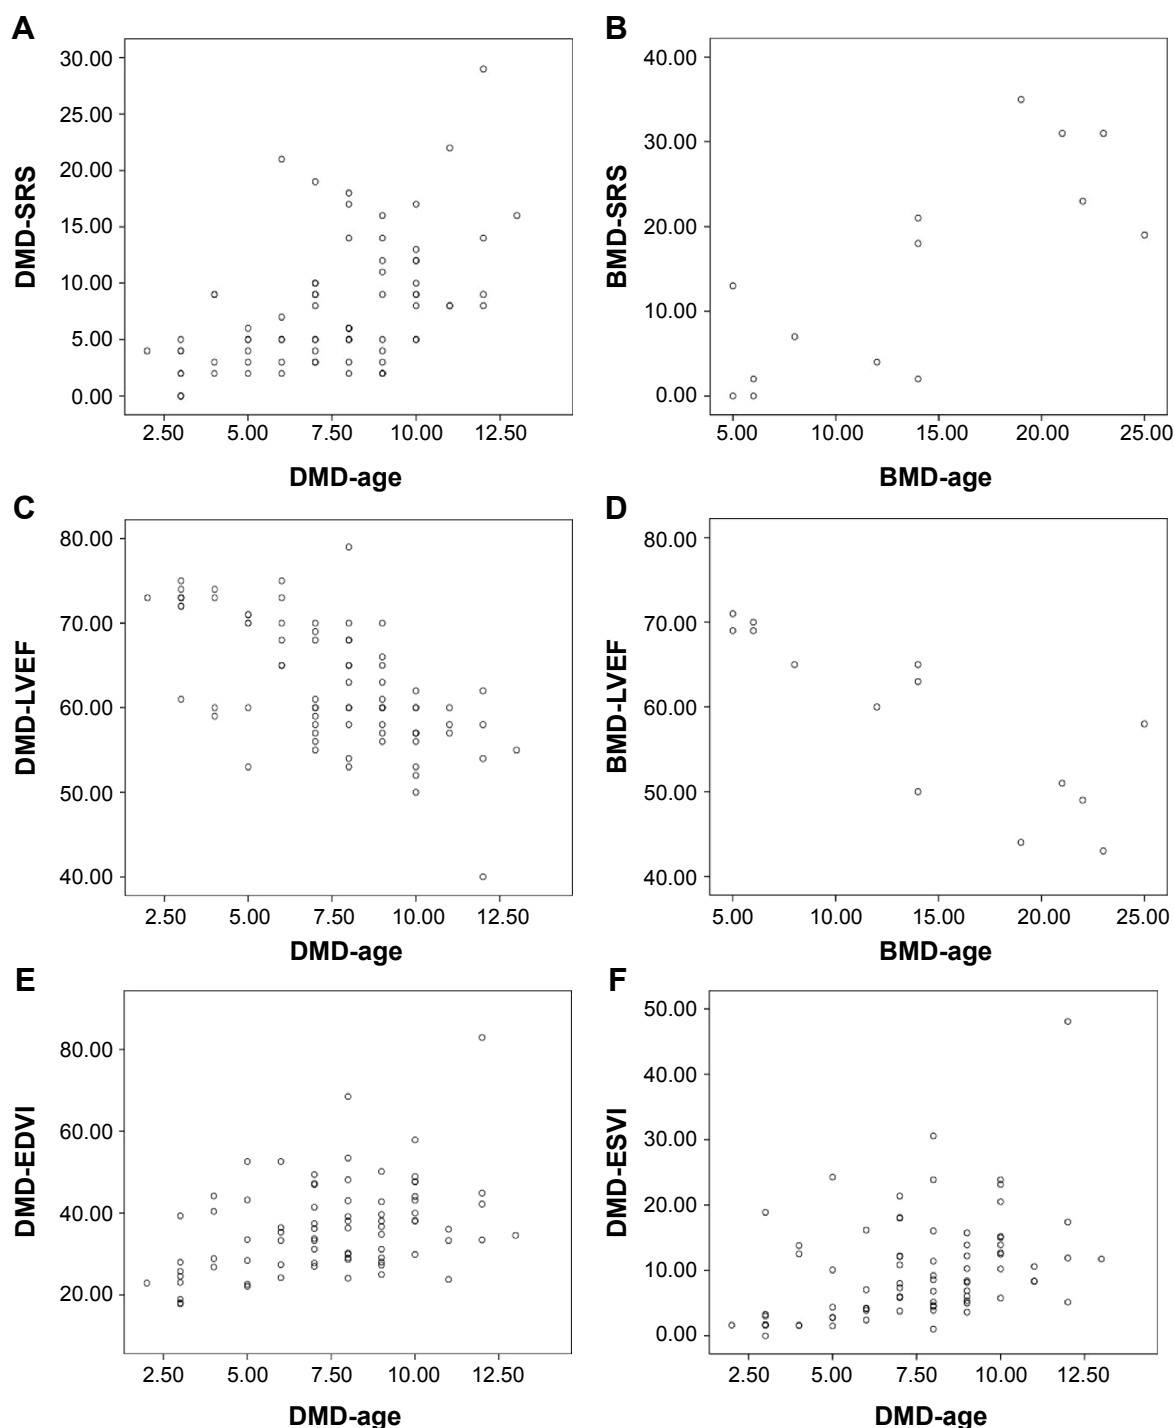 A
DMD-SRS
30.00
25.00
20.00
15.00
10.00
5.00
0.00
2.50 5.00 7.50 10.00 12.50
DMD-age
B
BMD-SRS
40.00
30.00
20.00
10.00
0.00
5.00 10.00 15.00 20.00 25.00
BMD-age
C
DMD-LVEF
80.00
70.00
60.00
50.00
40.00
2.50 5.00 7.50 10.00 12.50
DMD-age
D
BMD-LVEF
80.00
70.00
60.00
50.00
40.00
5.00 10.00 15.00 20.00 25.00
BMD-age
E
DMD-EDVI
80.00
60.00
40.00
20.00
2.50 5.00 7.50 10.00 12.50
DMD-age
F
DMD-ESVI
50.00
40.00
30.00
20.00
10.00
0.00
2.50 5.00 7.50 10.00 12.50
DMD-age